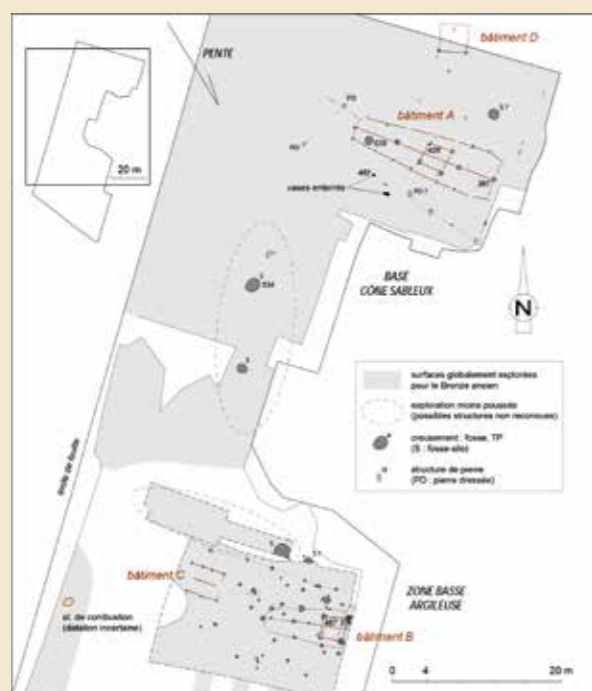 bâtiment D
PENTE
bâtiment A
20 m
vases enterrés
BASE
CÔNE SABLEUX
N
surfaces globalement explorées
pour le Bronze ancien
exploration moins poussée
(possibles structures non reconnues)
creusement : fosse, TP
(S : fosse-silo)
structure de pierre
(PD : pierre dressée)
limite de fouille
bâtiment C
ZONE BASSE
ARGILEUSE
st. de combustion
(datation incertaine)
bâtiment B
0 4 20 m